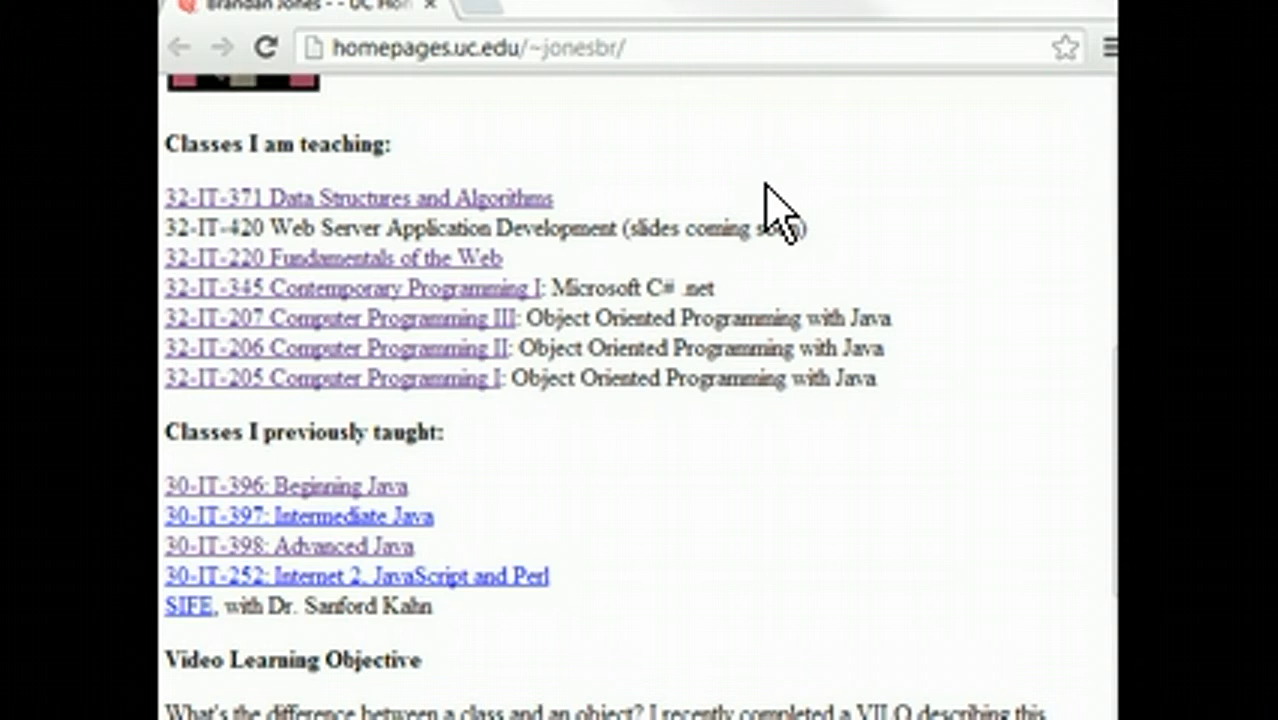 Brandan Jones - - UC Hom
homepages.uc.edu/~jonesbr/
Classes I am teaching:
32-IT-371 Data Structures and Algorithms
32-IT-420 Web Server Application Development (slides coming soon)
32-IT-220 Fundamentals of the Web
32-IT-345 Contemporary Programming I: Microsoft C# .net
32-IT-207 Computer Programming III: Object Oriented Programming with Java
32-IT-206 Computer Programming II: Object Oriented Programming with Java
32-IT-205 Computer Programming I: Object Oriented Programming with Java
Classes I previously taught:
30-IT-396: Beginning Java
30-IT-397: Intermediate Java
30-IT-398: Advanced Java
30-IT-252: Internet 2, JavaScript and Perl
SIFE, with Dr. Sanford Kahn
Video Learning Objective
What's the difference between a class and an object? I recently completed a VILO describing this